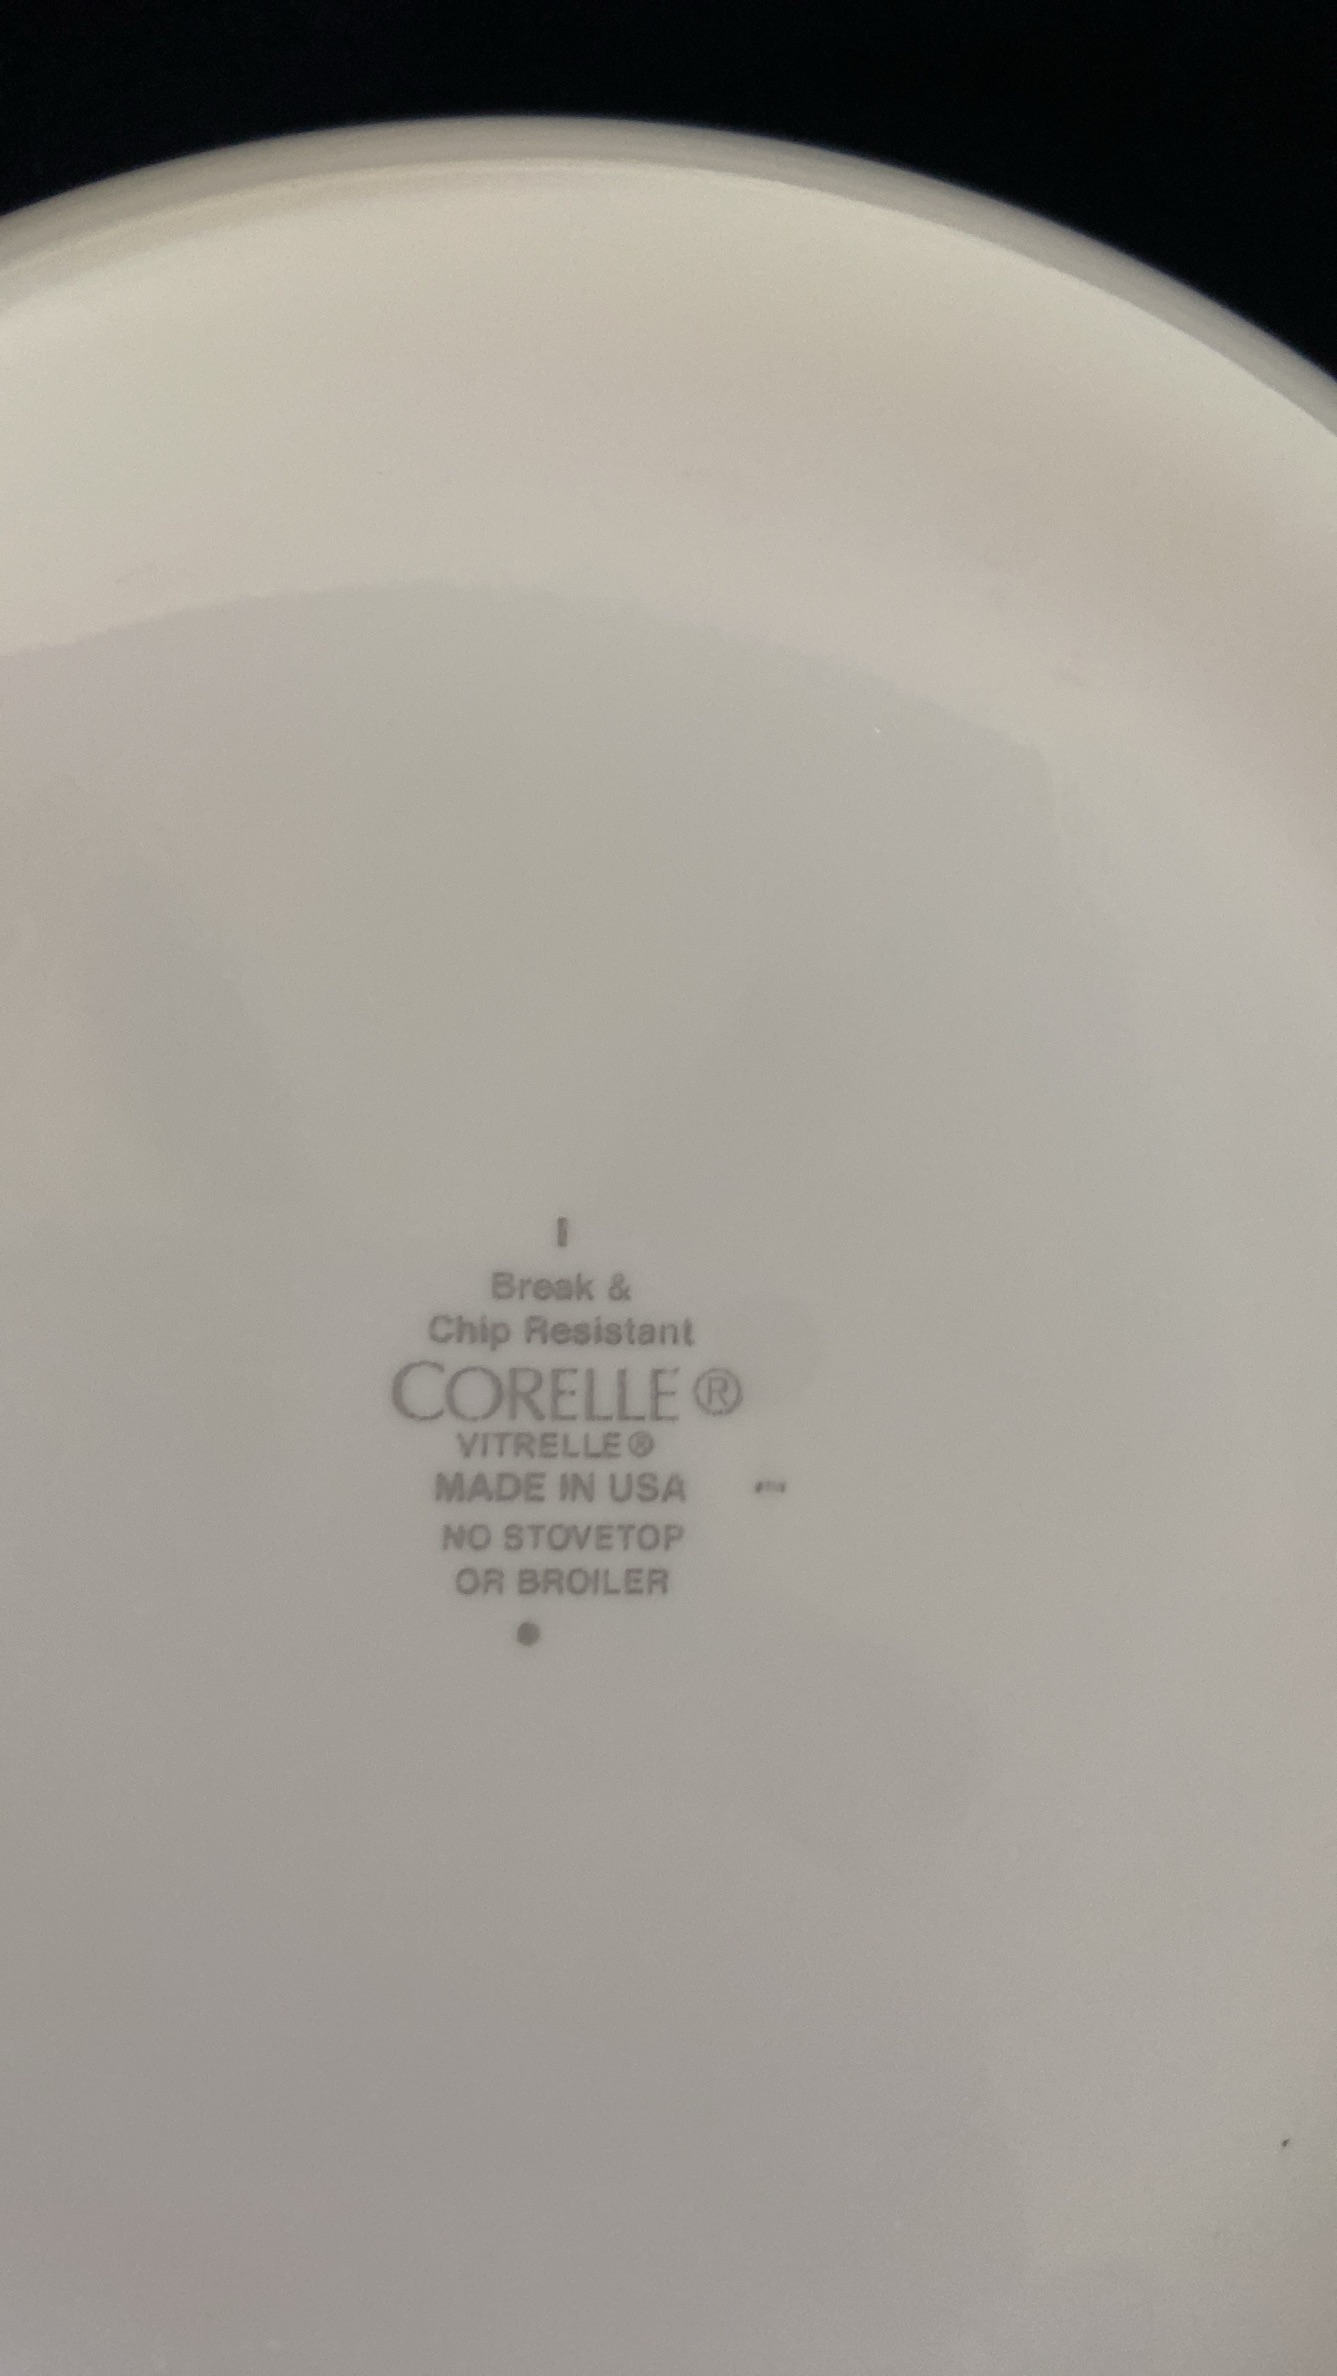 Break &
Chip Resistant
CORELLE®
VITRELLE®
MADE IN USA
NO STOVETOP
OR BROILER